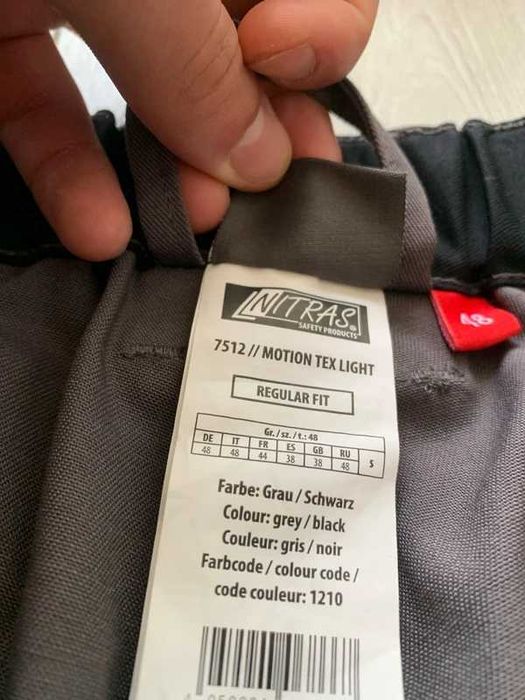 NITRAS®
SAFETY PRODUCTS
48
7512 // MOTION TEX LIGHT
REGULAR FIT
Gr. / sz. / t.: 48
DE IT FR ES GB RU S
48 48 44 38 38 48
Farbe: Grau / Schwarz
Colour: grey / black
Couleur: gris / noir
Farbcode / colour code /
code couleur: 1210